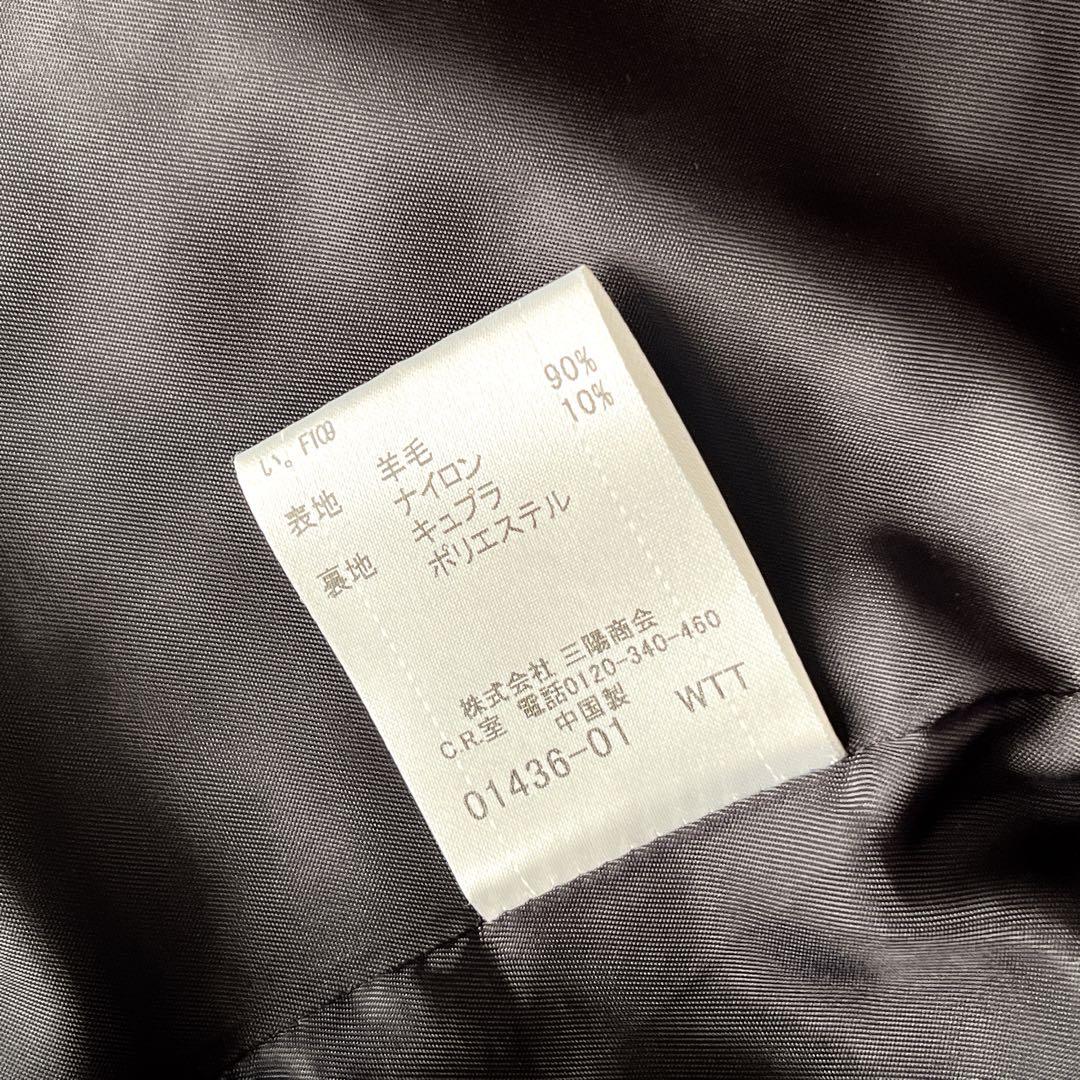 い。F109
表地 羊毛 90%
ナイロン 10%
裏地 キュプラ
ポリエステル
株式会社 三陽商会
C.R.室 電話0120-340-460
中国製
01436-01 WTT